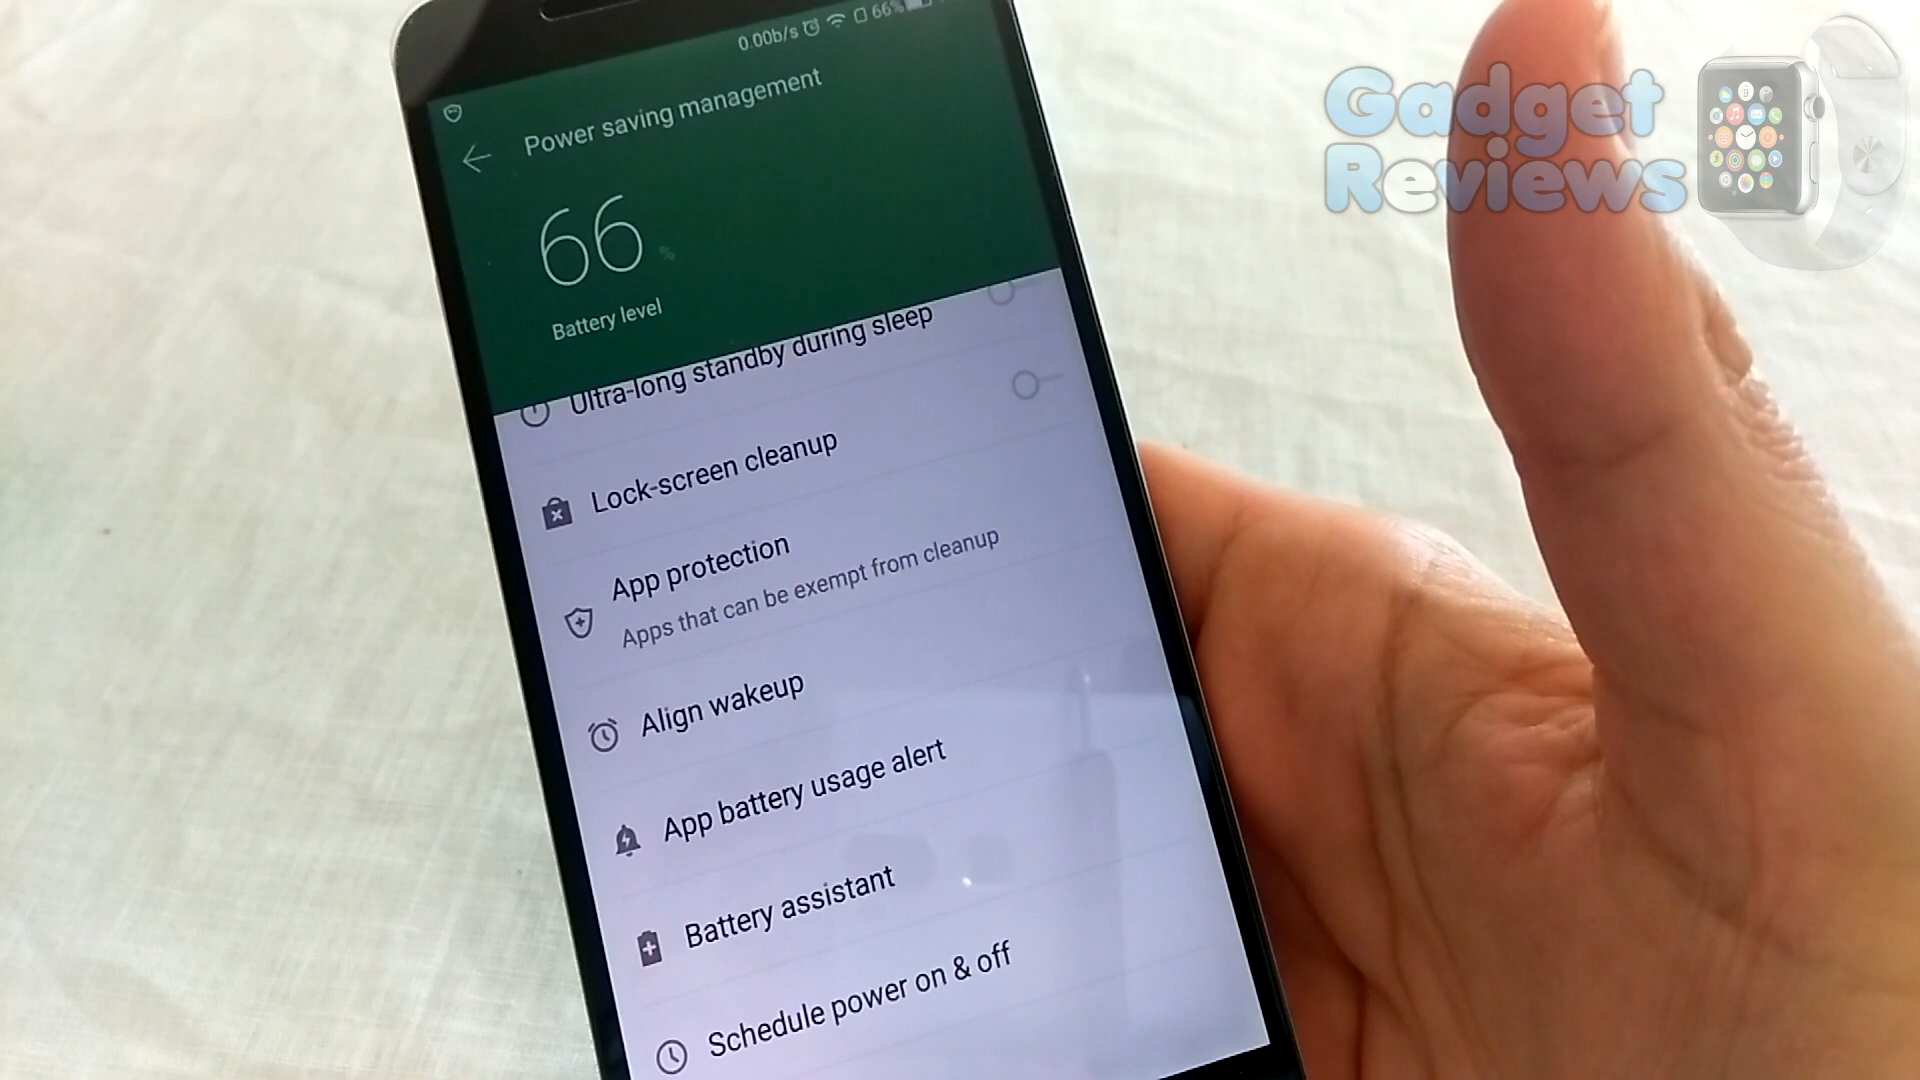 0.00b/s 66%
Power saving management
66 %
Battery level
Ultra-long standby during sleep
Lock-screen cleanup
App protection
Apps that can be exempt from cleanup
Align wakeup
App battery usage alert
Battery assistant
Schedule power on & off
Gadget
Reviews